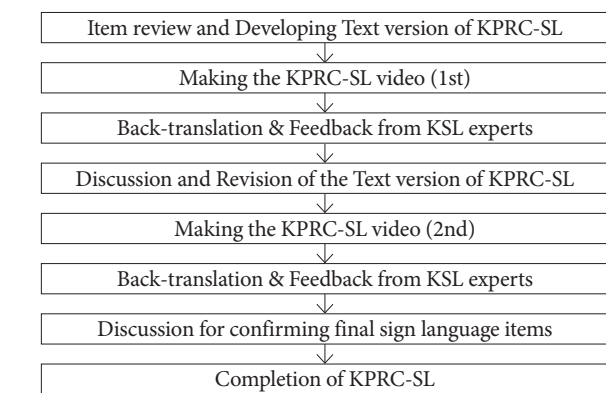 Item review and Developing Text version of KPRC-SL
Making the KPRC-SL video (1st)
Back-translation & Feedback from KSL experts
Discussion and Revision of the Text version of KPRC-SL
Making the KPRC-SL video (2nd)
Back-translation & Feedback from KSL experts
Discussion for confirming final sign language items
Completion of KPRC-SL